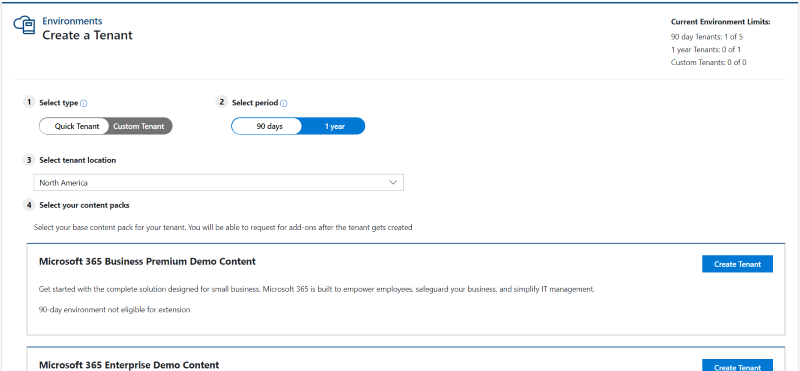 Environments
Create a Tenant
Current Environment Limits:
90 day Tenants: 1 of 5
1 year Tenants: 0 of 1
Custom Tenants: 0 of 0
1 Select type
2 Select period
Quick Tenant Custom Tenant
90 days 1 year
3 Select tenant location
North America
4 Select your content packs
Select your base content pack for your tenant. You will be able to request for add-ons after the tenant gets created
Microsoft 365 Business Premium Demo Content
Create Tenant
Get started with the complete solution designed for small business. Microsoft 365 is built to empower employees, safeguard your business, and simplify IT management.
90-day environment not eligible for extension
Microsoft 365 Enterprise Demo Content
Create Tenant